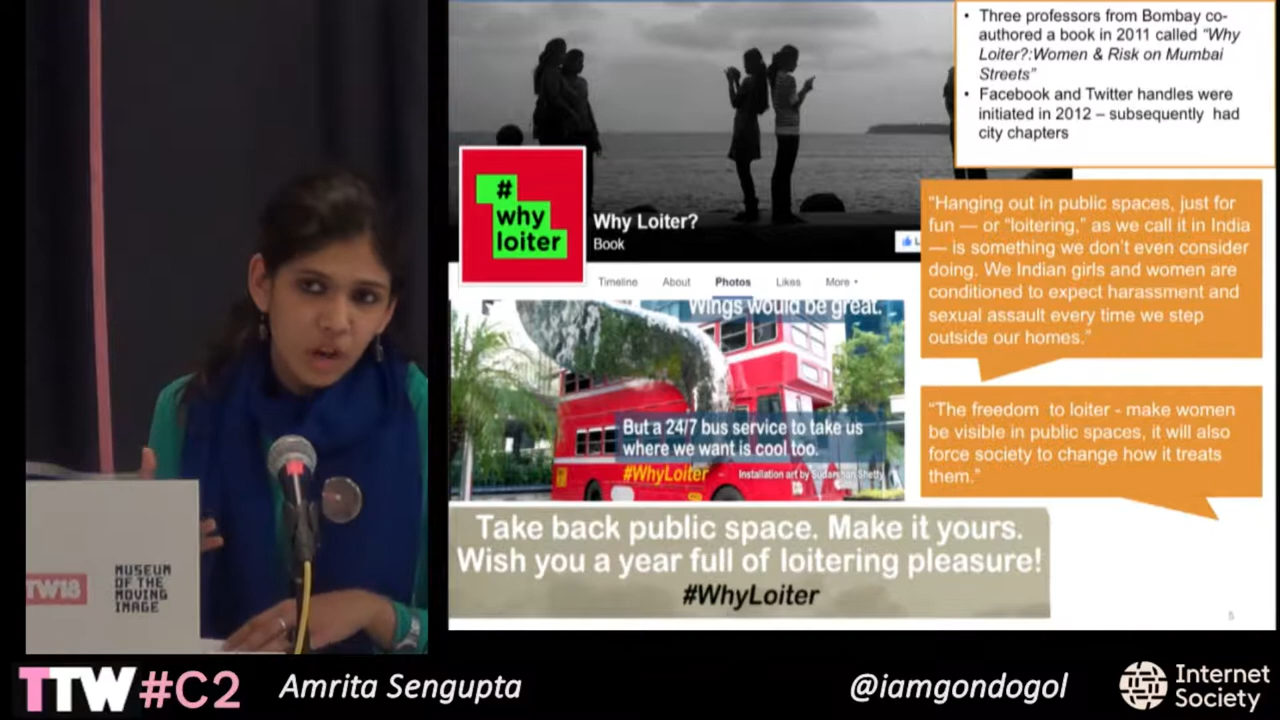 • Three professors from Bombay co-
authored a book in 2011 called “Why
Loiter?:Women & Risk on Mumbai
Streets”
• Facebook and Twitter handles were
initiated in 2012 – subsequently had
city chapters
#
why
loiter
Why Loiter?
Book
Timeline About Photos Likes More
Wings would be great.
But a 24/7 bus service to take us
where we want is cool too.
#WhyLoiter Installation art by Sudarshan Shetty
“Hanging out in public spaces, just for
fun — or “loitering,” as we call it in India
— is something we don’t even consider
doing. We Indian girls and women are
conditioned to expect harassment and
sexual assault every time we step
outside our homes.”
“The freedom to loiter - make women
be visible in public spaces, it will also
force society to change how it treats
them.”
Take back public space. Make it yours.
Wish you a year full of loitering pleasure!
#WhyLoiter
5
TW18
MUSEUM
OF THE
MOVING
IMAGE
TTW #C2 Amrita Sengupta @iamgondogol Internet
Society